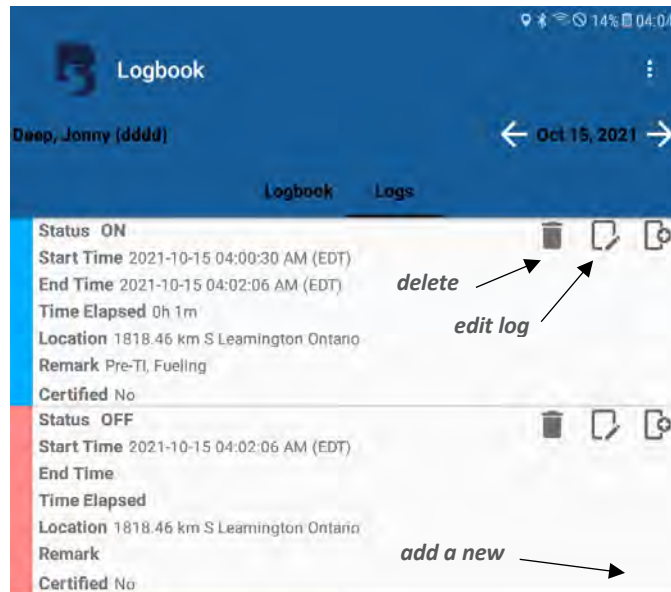 14% 04:04
Logbook
Deep, Jonny (dddd)
Oct 15, 2021
Logbook Logs
Status ON
Start Time 2021-10-15 04:00:30 AM (EDT)
End Time 2021-10-15 04:02:06 AM (EDT)
delete
Time Elapsed 0h 1m
edit log
Location 1818.46 km S Leamington Ontario
Remark Pre-TI, Fueling
Certified No
Status OFF
Start Time 2021-10-15 04:02:06 AM (EDT)
End Time
Time Elapsed
Location 1818.46 km S Leamington Ontario
Remark
add a new
Certified No